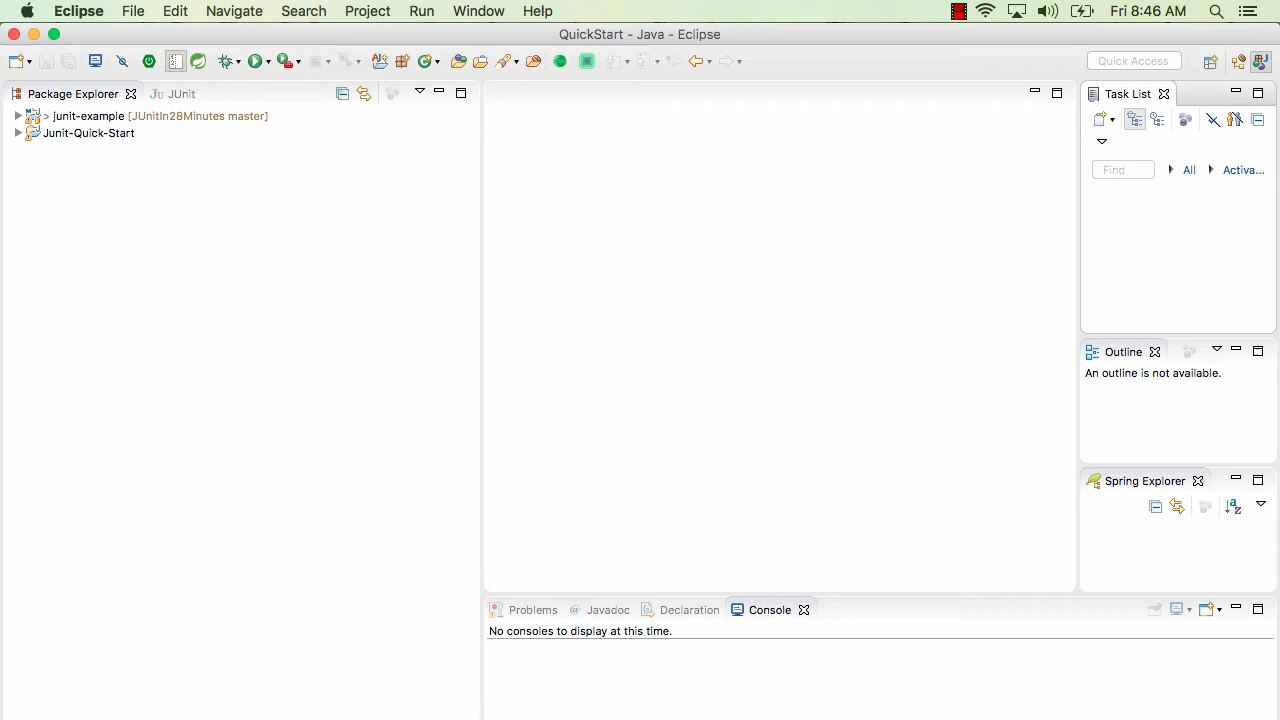 Eclipse File Edit Navigate Search Project Run Window Help Fri 8:46 AM
QuickStart - Java - Eclipse
Quick Access
Package Explorer JUnit
> junit-example [JUnitIn28Minutes master]
Junit-Quick-Start
Task List
Find All Activa...
Outline
An outline is not available.
Spring Explorer
Problems Javadoc Declaration Console
No consoles to display at this time.